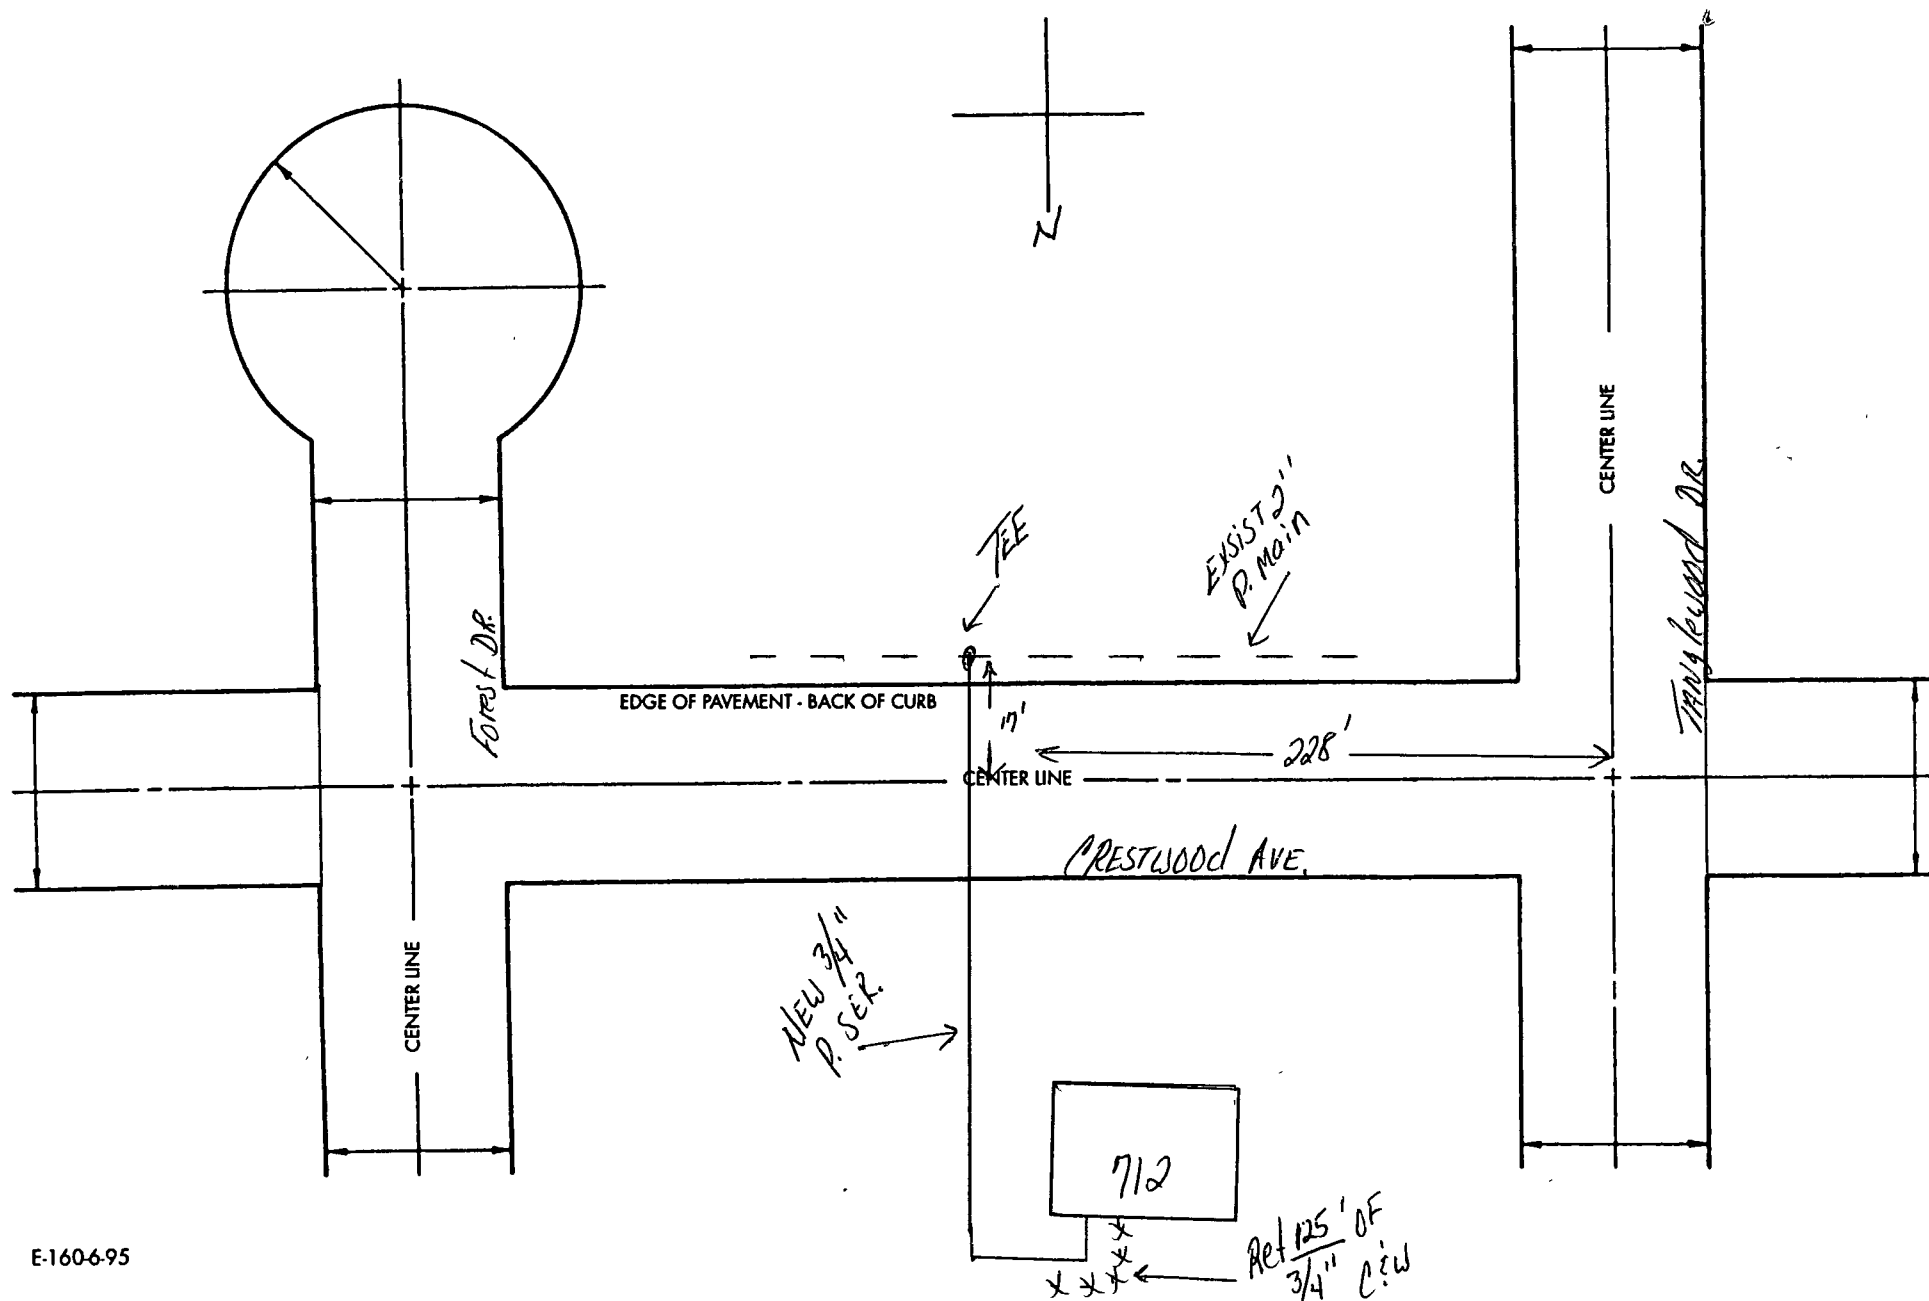 N
CENTER LINE
TEE
EXSIST 2"
P. MAIN
Tanglewood DR.
Forest DR.
EDGE OF PAVEMENT - BACK OF CURB
17'
228'
CENTER LINE
CRESTWOOD AVE.
NEW 3/4"
P. SER.
CENTER LINE
712
Ret 125' OF
3/4" C&W
E-160-6-95